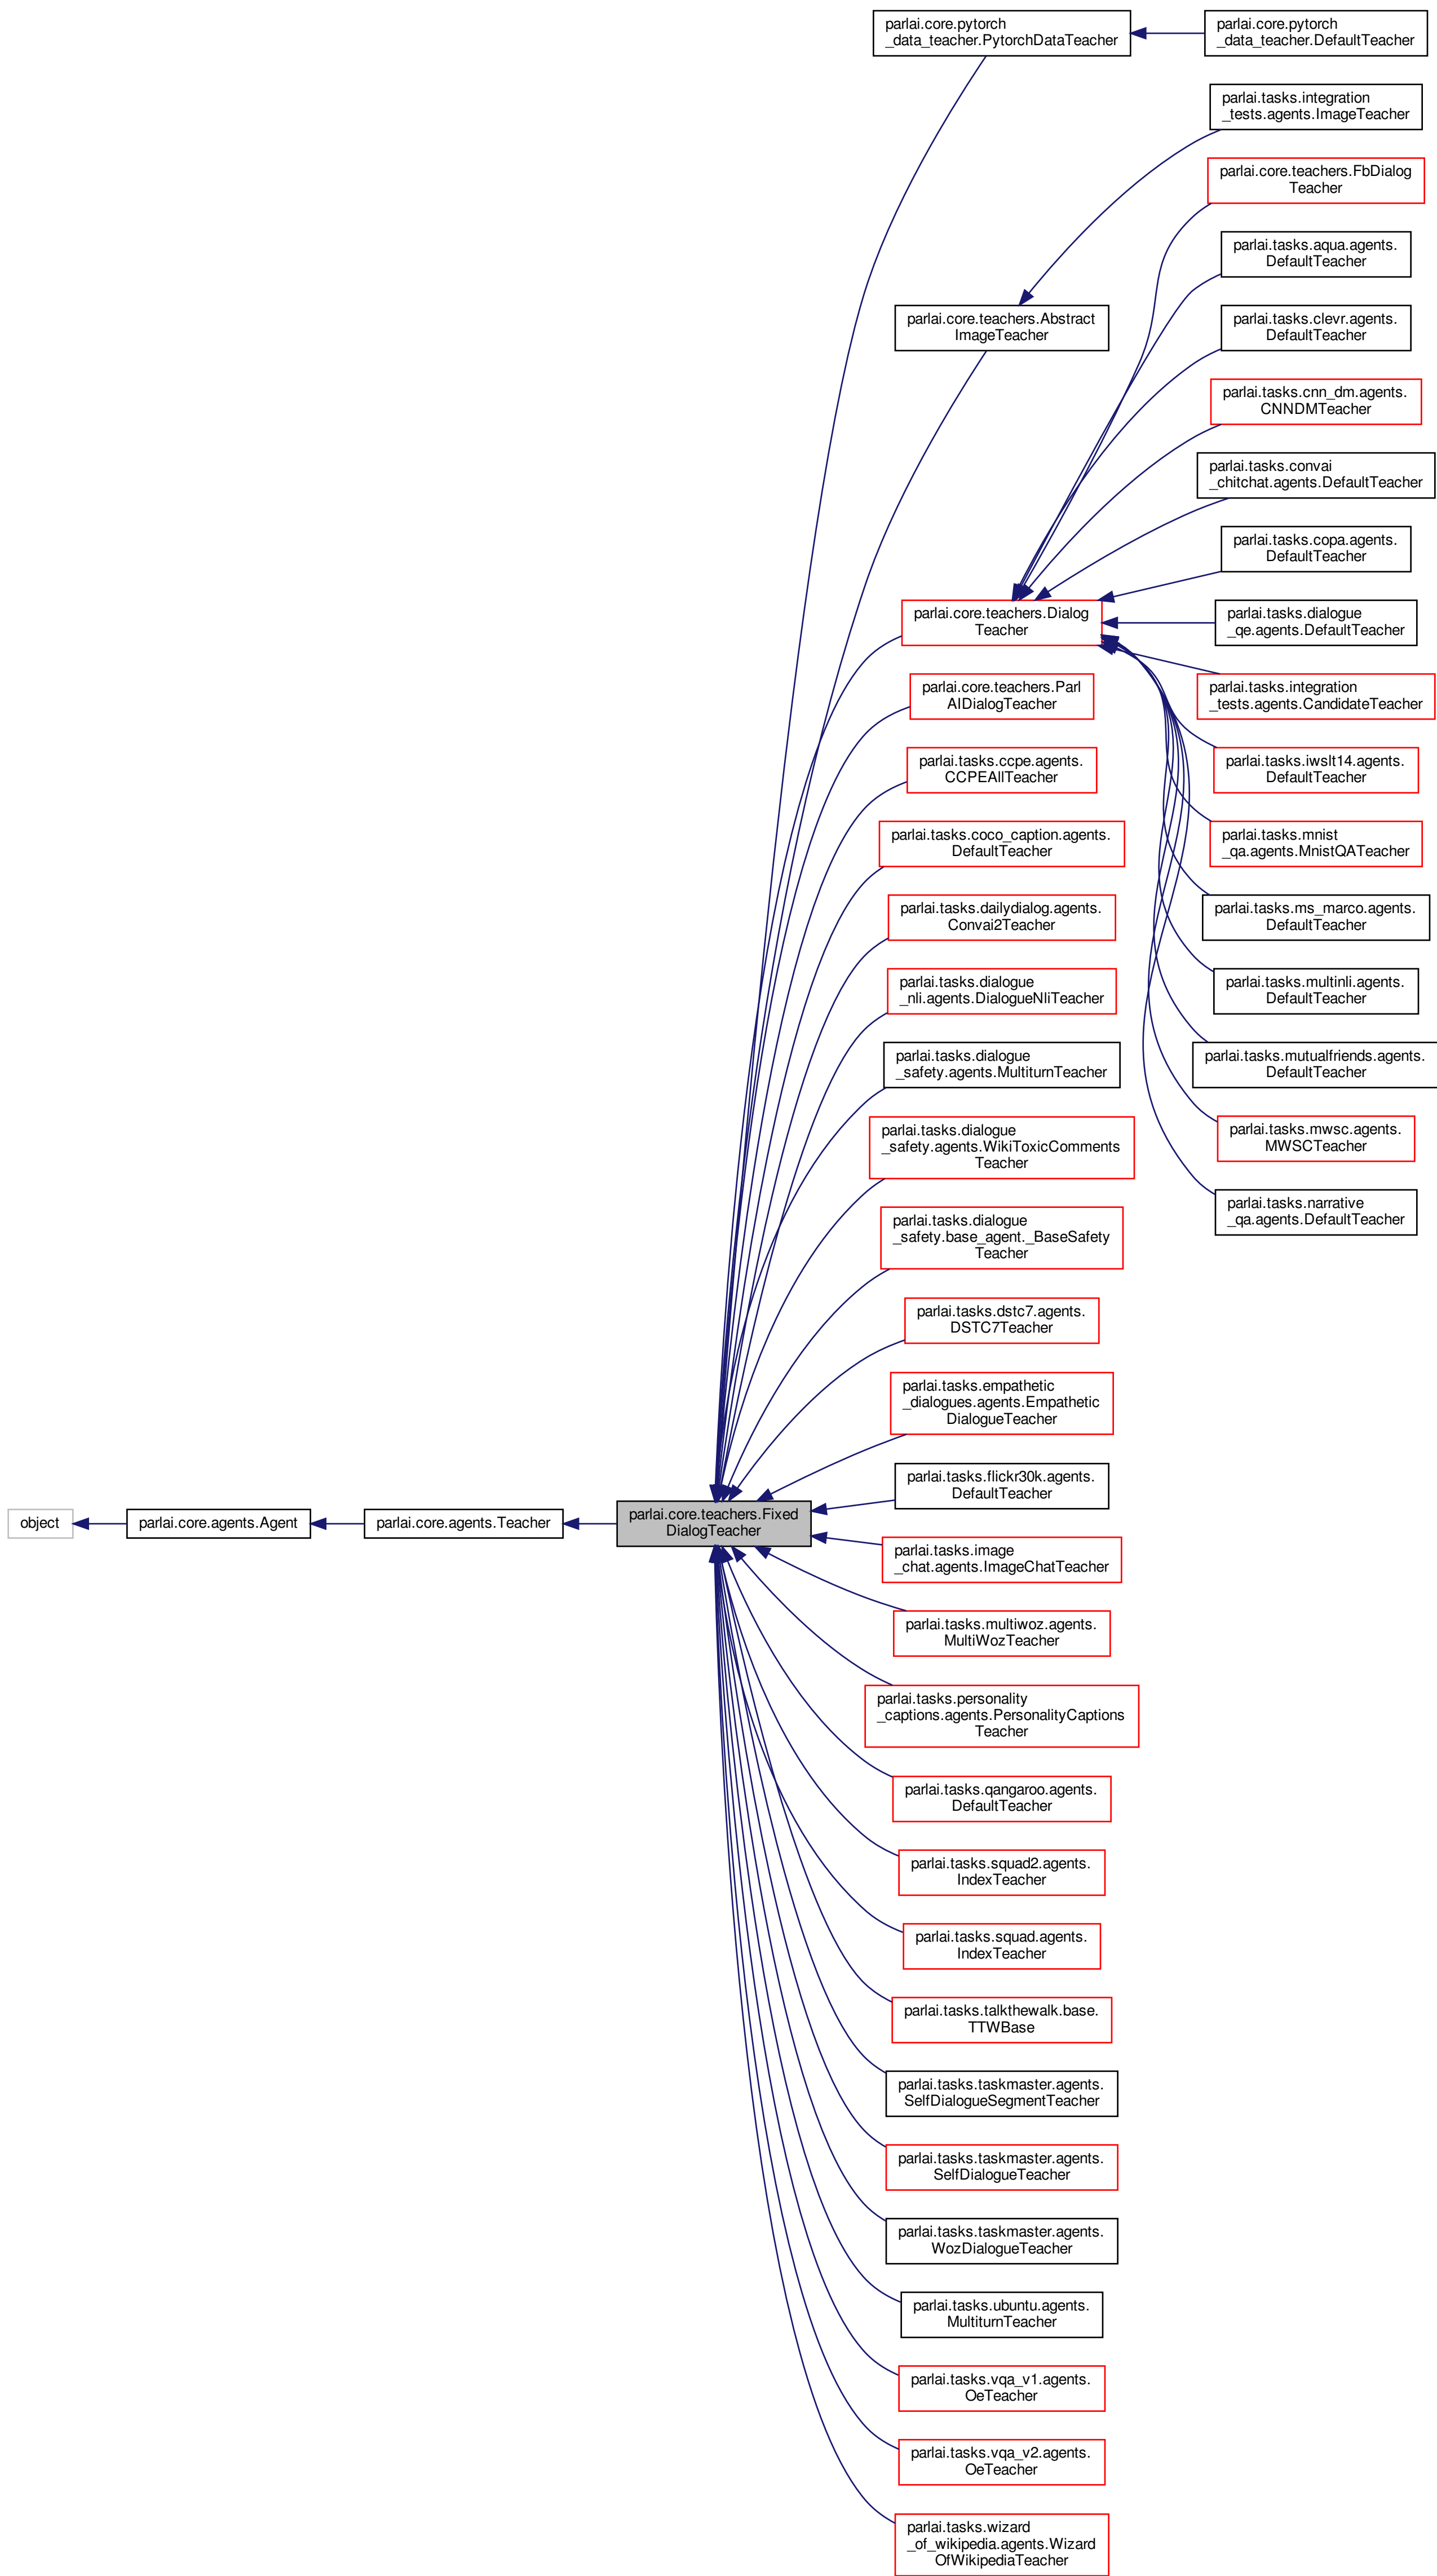 parlai.core.pytorch
_data_teacher.PytorchDataTeacher
parlai.core.pytorch
_data_teacher.DefaultTeacher
parlai.tasks.integration
_tests.agents.ImageTeacher
parlai.core.teachers.FbDialog
Teacher
parlai.tasks.aqua.agents.
DefaultTeacher
parlai.core.teachers.Abstract
ImageTeacher
parlai.tasks.clevr.agents.
DefaultTeacher
parlai.tasks.cnn_dm.agents.
CNNDMTeacher
parlai.tasks.convai
_chitchat.agents.DefaultTeacher
parlai.tasks.copa.agents.
DefaultTeacher
parlai.core.teachers.Dialog
Teacher
parlai.tasks.dialogue
_qe.agents.DefaultTeacher
parlai.core.teachers.Parl
AIDialogTeacher
parlai.tasks.integration
_tests.agents.CandidateTeacher
parlai.tasks.ccpe.agents.
CCPEAllTeacher
parlai.tasks.iwslt14.agents.
DefaultTeacher
parlai.tasks.coco_caption.agents.
DefaultTeacher
parlai.tasks.mnist
_qa.agents.MnistQATeacher
parlai.tasks.dailydialog.agents.
Convai2Teacher
parlai.tasks.ms_marco.agents.
DefaultTeacher
parlai.tasks.dialogue
_nli.agents.DialogueNliTeacher
parlai.tasks.multinli.agents.
DefaultTeacher
parlai.tasks.dialogue
_safety.agents.MultiturnTeacher
parlai.tasks.mutualfriends.agents.
DefaultTeacher
parlai.tasks.dialogue
_safety.agents.WikiToxicComments
Teacher
parlai.tasks.mwsc.agents.
MWSCTeacher
parlai.tasks.dialogue
_safety.base_agent._BaseSafety
Teacher
parlai.tasks.narrative
_qa.agents.DefaultTeacher
parlai.tasks.dstc7.agents.
DSTC7Teacher
parlai.tasks.empathetic
_dialogues.agents.Empathetic
DialogueTeacher
parlai.tasks.flickr30k.agents.
DefaultTeacher
object
parlai.core.agents.Agent
parlai.core.agents.Teacher
parlai.core.teachers.Fixed
DialogTeacher
parlai.tasks.image
_chat.agents.ImageChatTeacher
parlai.tasks.multiwoz.agents.
MultiWozTeacher
parlai.tasks.personality
_captions.agents.PersonalityCaptions
Teacher
parlai.tasks.qangaroo.agents.
DefaultTeacher
parlai.tasks.squad2.agents.
IndexTeacher
parlai.tasks.squad.agents.
IndexTeacher
parlai.tasks.talkthewalk.base.
TTWBase
parlai.tasks.taskmaster.agents.
SelfDialogueSegmentTeacher
parlai.tasks.taskmaster.agents.
SelfDialogueTeacher
parlai.tasks.taskmaster.agents.
WozDialogueTeacher
parlai.tasks.ubuntu.agents.
MultiturnTeacher
parlai.tasks.vqa_v1.agents.
OeTeacher
parlai.tasks.vqa_v2.agents.
OeTeacher
parlai.tasks.wizard
_of_wikipedia.agents.Wizard
OfWikipediaTeacher